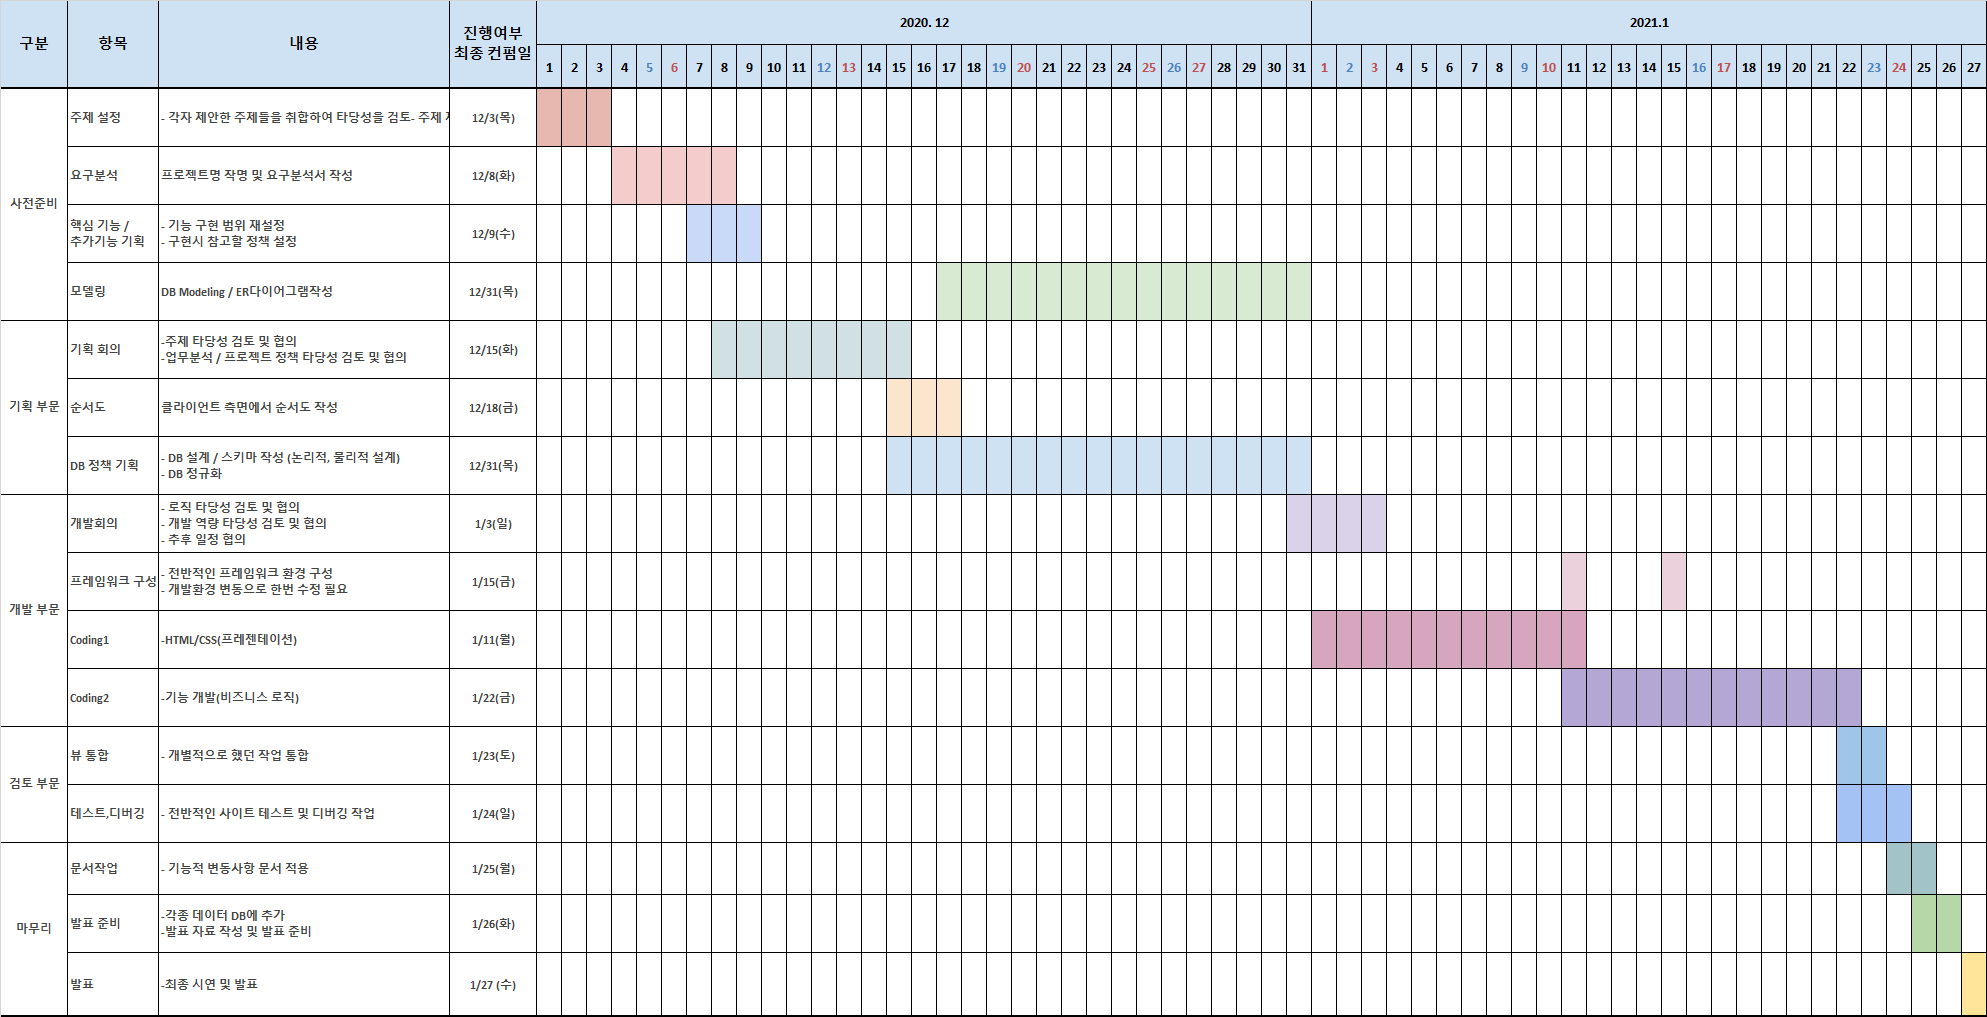 구분 항목 내용 진행여부 최종 컨펌일 2020. 12 2021.1
1 2 3 4 5 6 7 8 9 10 11 12 13 14 15 16 17 18 19 20 21 22 23 24 25 26 27 28 29 30 31 1 2 3 4 5 6 7 8 9 10 11 12 13 14 15 16 17 18 19 20 21 22 23 24 25 26 27
사전준비
주제 설정 - 각자 제안한 주제들을 취합하여 타당성을 검토- 주제 12/3(목)
요구분석 프로젝트명 작명 및 요구분석서 작성 12/8(화)
핵심 기능 /
추가기능 기획
- 기능 구현 범위 재설정
- 구현시 참고할 정책 설정
12/9(수)
모델링 DB Modeling / ER다이어그램작성 12/31(목)
기획 부문
기획 회의
-주제 타당성 검토 및 협의
-업무분석 / 프로젝트 정책 타당성 검토 및 협의
12/15(화)
순서도 클라이언트 측면에서 순서도 작성 12/18(금)
DB 정책 기획
- DB 설계 / 스키마 작성 (논리적, 물리적 설계)
- DB 정규화
12/31(목)
개발 부문
개발회의
- 로직 타당성 검토 및 협의
- 개발 역량 타당성 검토 및 협의
- 추후 일정 협의
1/3(일)
프레임워크 구성
- 전반적인 프레임워크 환경 구성
- 개발환경 변동으로 한번 수정 필요
1/15(금)
Coding1 -HTML/CSS(프레젠테이션) 1/11(월)
Coding2 -기능 개발(비즈니스 로직) 1/22(금)
검토 부문
뷰 통합 - 개별적으로 했던 작업 통합 1/23(토)
테스트,디버깅 - 전반적인 사이트 테스트 및 디버깅 작업 1/24(일)
마무리
문서작업 - 기능적 변동사항 문서 적용 1/25(월)
발표 준비
-각종 데이터 DB에 추가
-발표 자료 작성 및 발표 준비
1/26(화)
발표 -최종 시연 및 발표 1/27 (수)